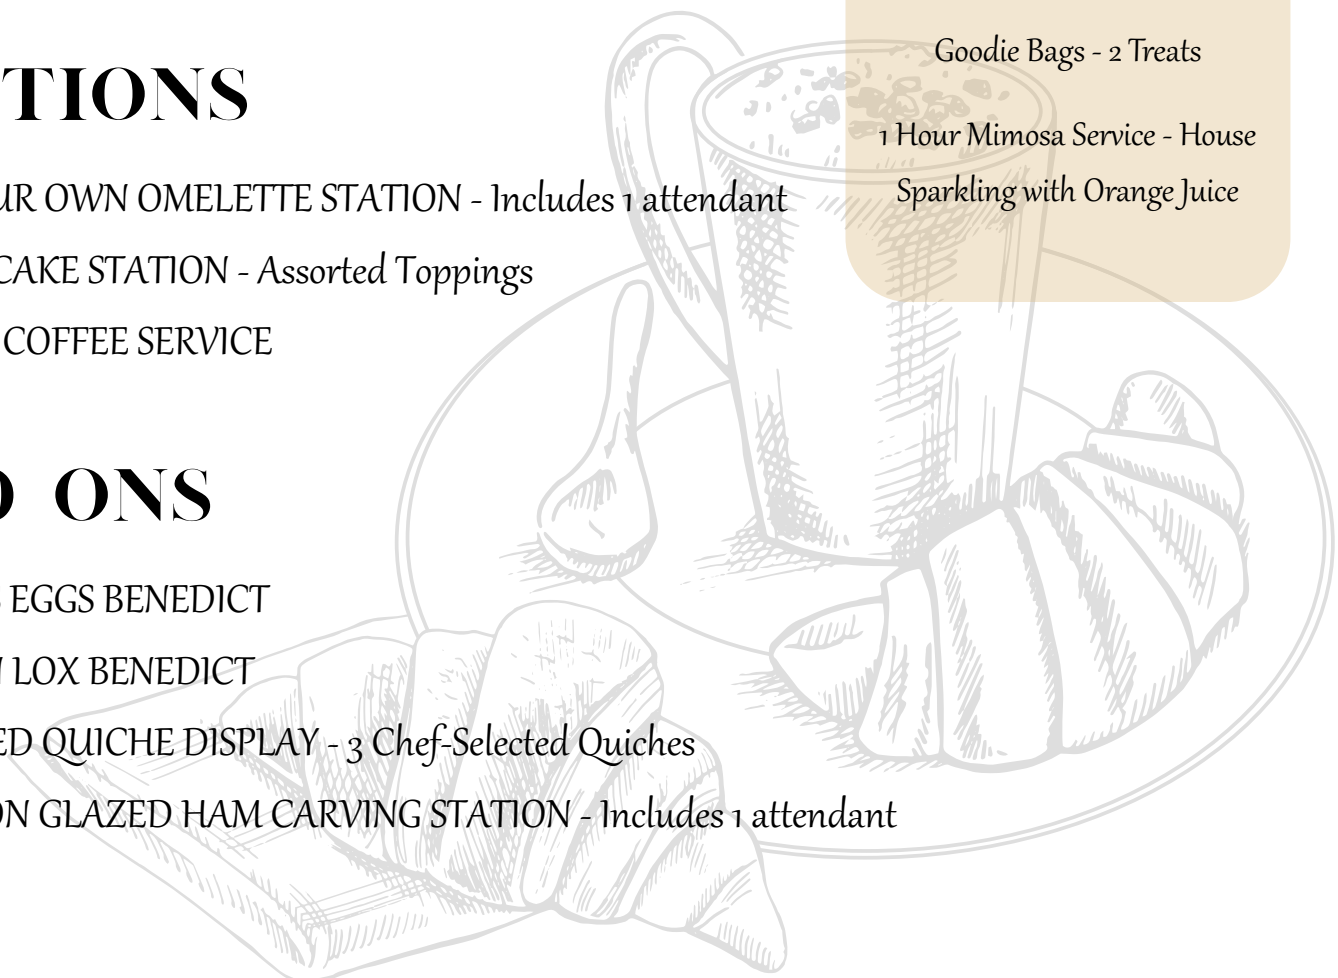 Goodie Bags - 2 Treats
1 Hour Mimosa Service - House
Sparkling with Orange Juice
TIONS
UR OWN OMELETTE STATION - Includes 1 attendant
CAKE STATION - Assorted Toppings
COFFEE SERVICE
ONS
EGGS BENEDICT
LOX BENEDICT
ED QUICHE DISPLAY - 3 Chef-Selected Quiches
ON GLAZED HAM CARVING STATION - Includes 1 attendant